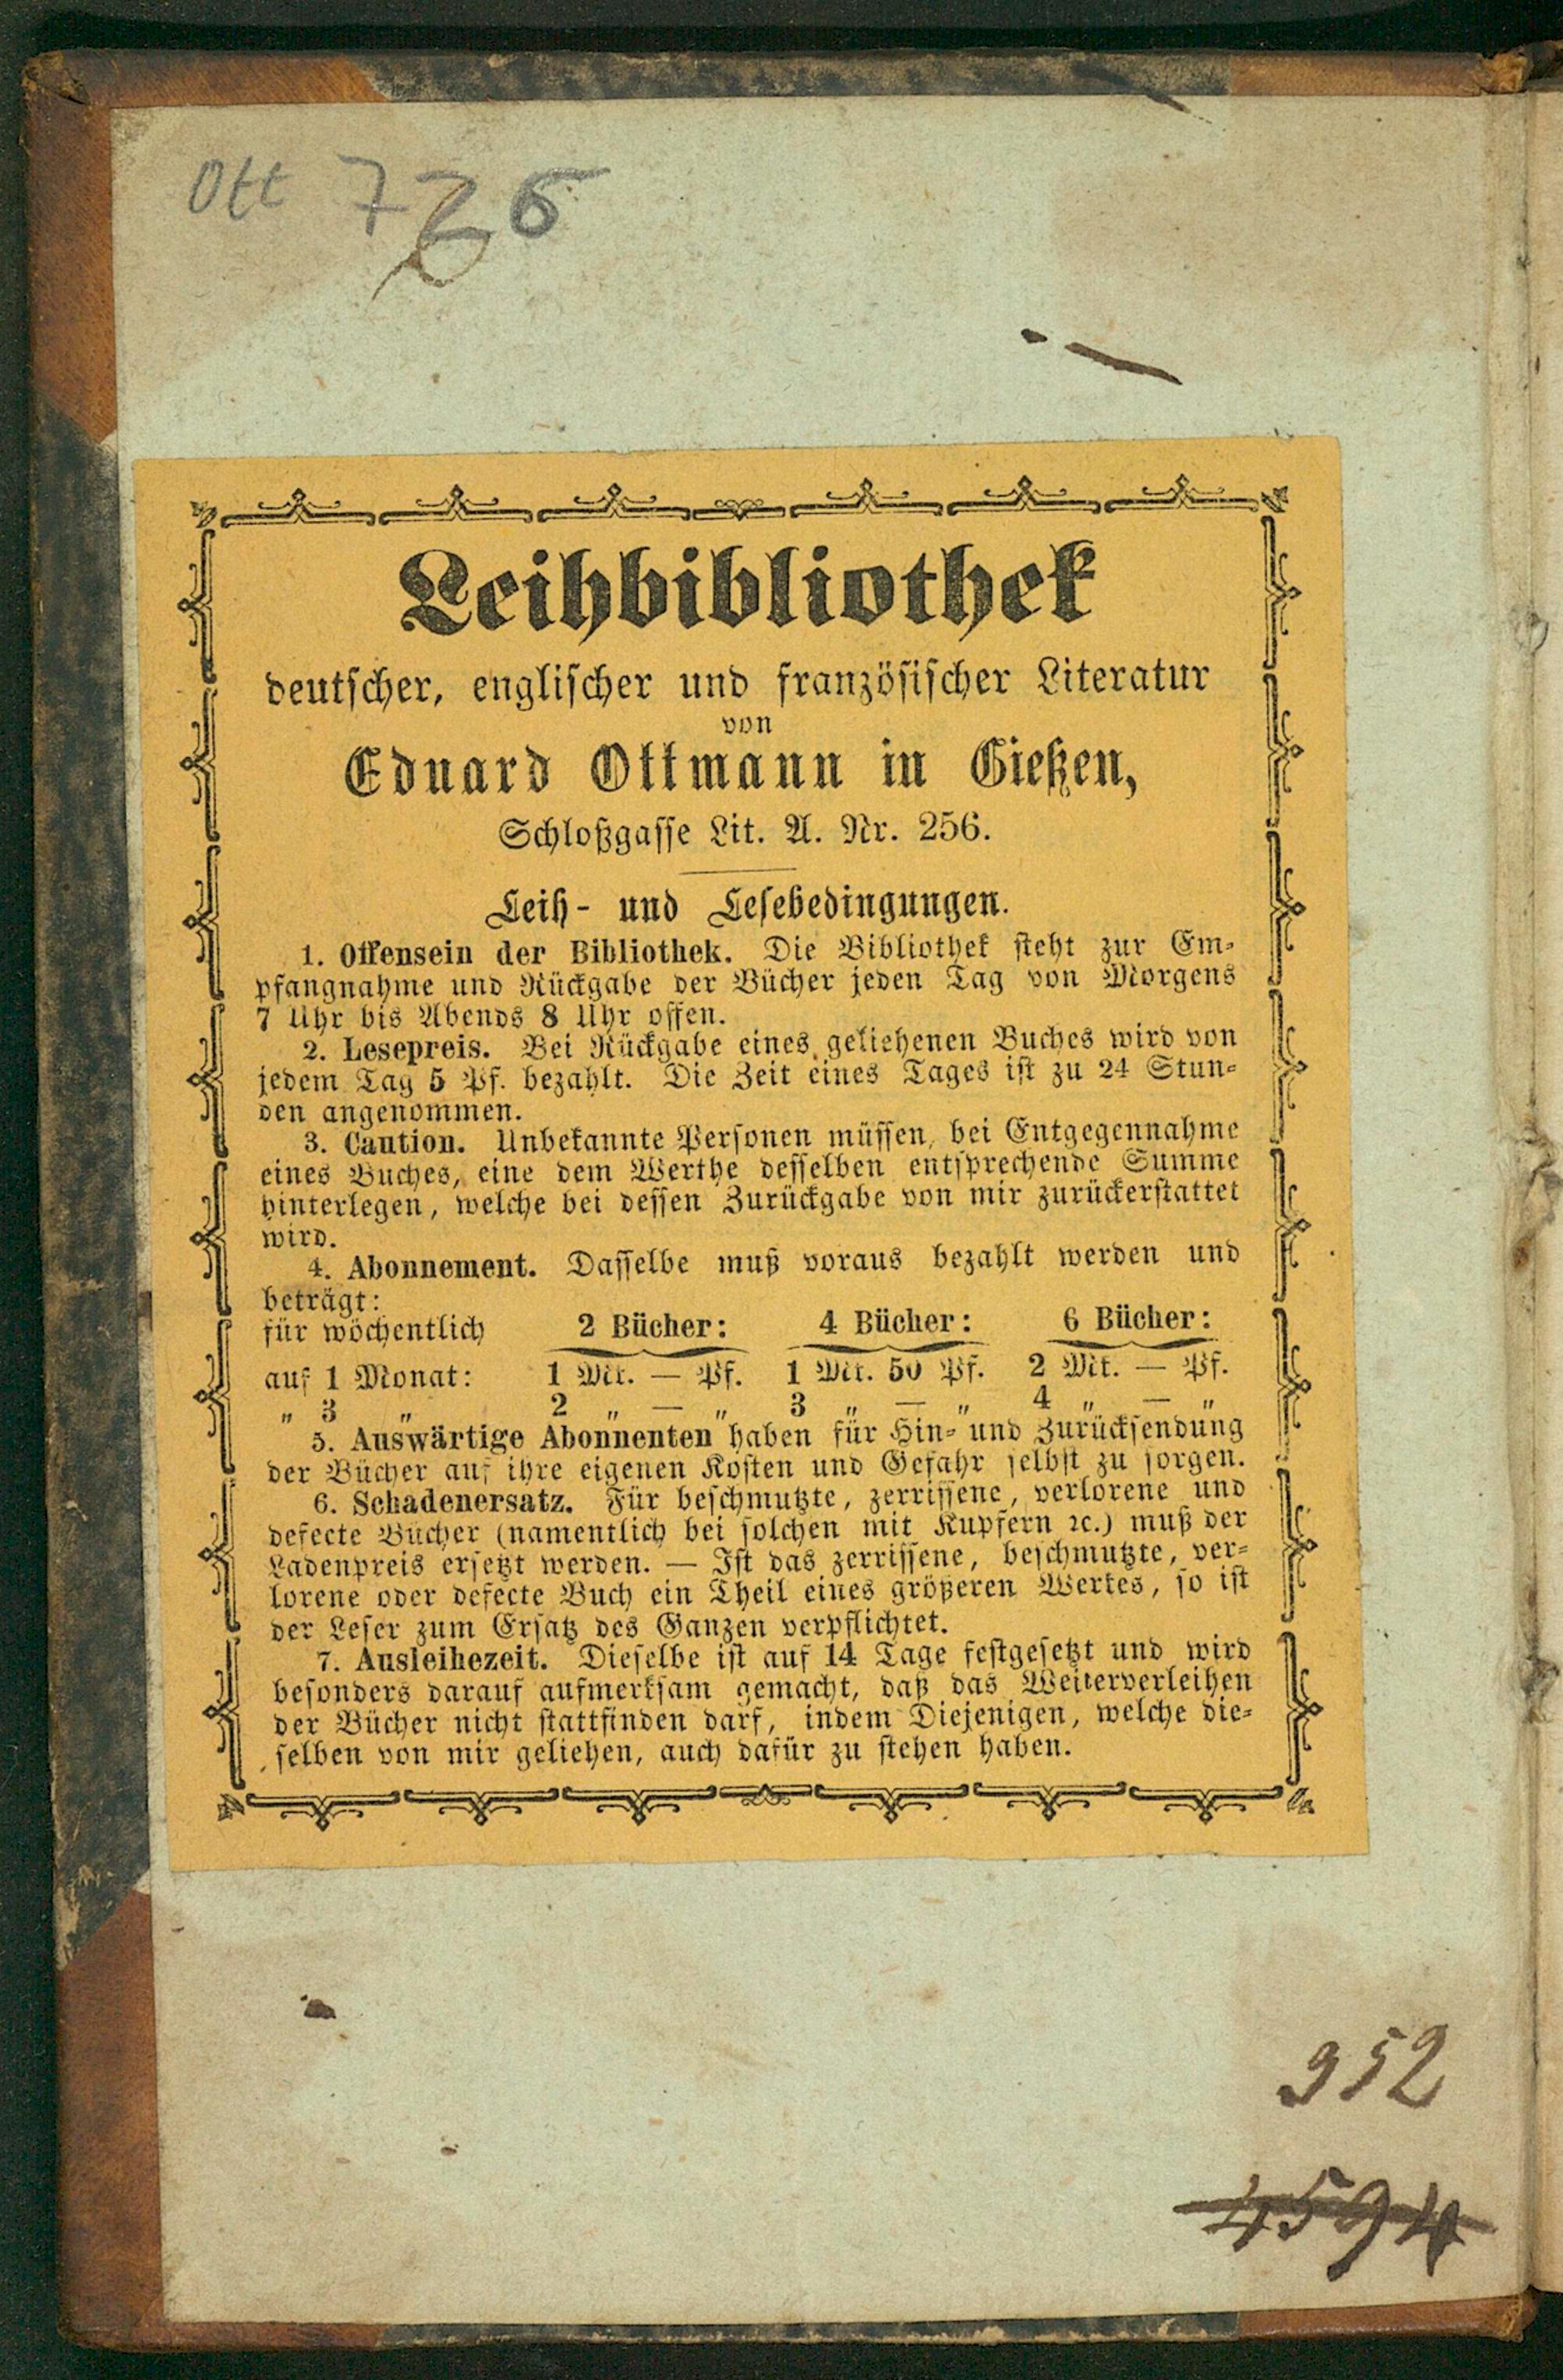 Ott 726
Leihbibliothek
deutscher, englischer und französischer Literatur
von
Eduard Ottmann in Gießen,
Schloßgasse Lit. A. Nr. 256.
Leih- und Lesebedingungen.
1. Offensein der Bibliothek. Die Bibliothek steht zur Em-
pfangnahme und Rückgabe der Bücher jeden Tag von Morgens
7 Uhr bis Abends 8 Uhr offen.
2. Lesepreis. Bei Rückgabe eines geliehenen Buches wird von
jedem Tag 5 Pf. bezahlt. Die Zeit eines Tages ist zu 24 Stun-
den angenommen.
3. Caution. Unbekannte Personen müssen, bei Entgegennahme
eines Buches, eine dem Werthe desselben entsprechende Summe
hinterlegen, welche bei dessen Zurückgabe von mir zurückerstattet
wird.
4. Abonnement. Dasselbe muß voraus bezahlt werden und
beträgt:
für wöchentlich 2 Bücher: 4 Bücher: 6 Bücher:
auf 1 Monat: 1 Mk. — Pf. 1 Mk. 50 Pf. 2 Mk. — Pf.
" 3 " 2 " — " 3 " — " 4 " — "
5. Auswärtige Abonnenten haben für Hin- und Zurücksendung
der Bücher auf ihre eigenen Kosten und Gefahr selbst zu sorgen.
6. Schadenersatz. Für beschmutzte, zerrissene, verlorene und
defecte Bücher (namentlich bei solchen mit Kupfern ꝛc.) muß der
Ladenpreis ersetzt werden. — Ist das zerrissene, beschmutzte, ver-
lorene oder defecte Buch ein Theil eines größeren Werkes, so ist
der Leser zum Ersatz des Ganzen verpflichtet.
7. Ausleihezeit. Dieselbe ist auf 14 Tage festgesetzt und wird
besonders darauf aufmerksam gemacht, daß das Weiterverleihen
der Bücher nicht stattfinden darf, indem Diejenigen, welche die-
selben von mir geliehen, auch dafür zu stehen haben.
352
4594